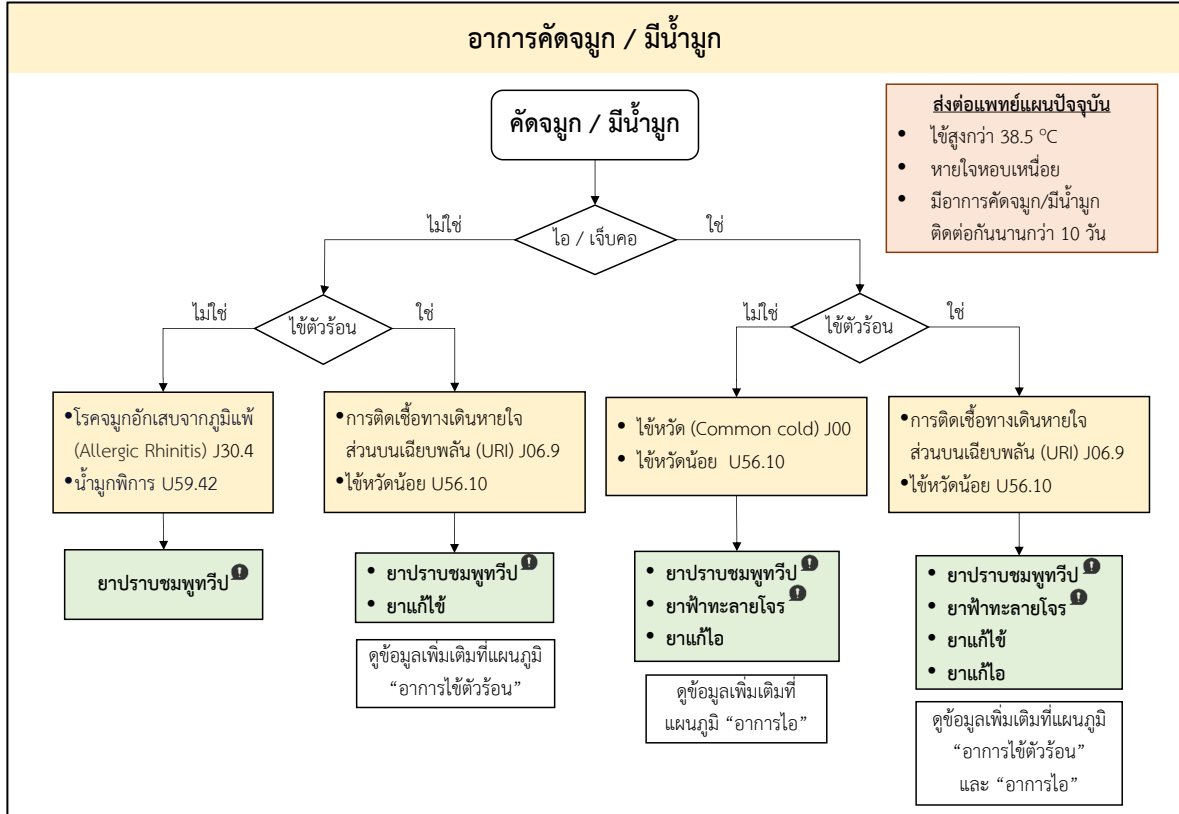 อาการคัดจมูก / มีน้ำมูก
คัดจมูก / มีน้ำมูก
ส่งต่อแพทย์แผนปัจจุบัน
• ไข้สูงกว่า 38.5 °C
• หายใจหอบเหนื่อย
• มีอาการคัดจมูก/มีน้ำมูก
ติดต่อกันนานกว่า 10 วัน
ไม่ใช่
ไอ / เจ็บคอ
ใช่
ไม่ใช่
ไข้ตัวร้อน
ใช่
ไม่ใช่
ไข้ตัวร้อน
ใช่
•โรคจมูกอักเสบจากภูมิแพ้
(Allergic Rhinitis) J30.4
•น้ำมูกพิการ U59.42
•การติดเชื้อทางเดินหายใจ
ส่วนบนเฉียบพลัน (URI) J06.9
•ไข้หวัดน้อย U56.10
• ไข้หวัด (Common cold) J00
• ไข้หวัดน้อย U56.10
•การติดเชื้อทางเดินหายใจ
ส่วนบนเฉียบพลัน (URI) J06.9
•ไข้หวัดน้อย U56.10
ยาปราบชมพูทวีป
• ยาปราบชมพูทวีป
• ยาแก้ไข้
ดูข้อมูลเพิ่มเติมที่แผนภูมิ
“อาการไข้ตัวร้อน”
• ยาปราบชมพูทวีป
• ยาฟ้าทะลายโจร
• ยาแก้ไอ
ดูข้อมูลเพิ่มเติมที่
แผนภูมิ “อาการไอ”
• ยาปราบชมพูทวีป
• ยาฟ้าทะลายโจร
• ยาแก้ไข้
• ยาแก้ไอ
ดูข้อมูลเพิ่มเติมที่แผนภูมิ
“อาการไข้ตัวร้อน”
และ “อาการไอ”